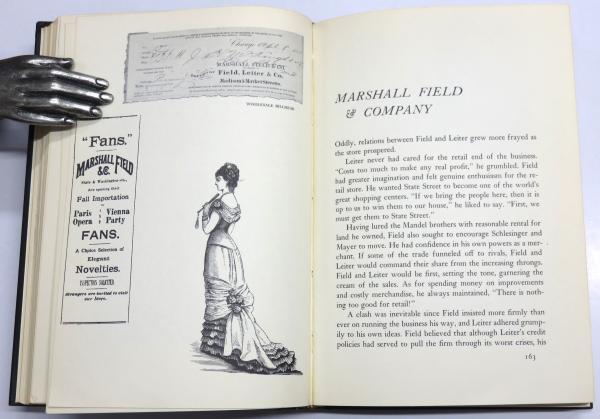 Chicago
MARSHALL FIELD & CO.
Field, Leiter & Co.
Madison & Market Streets.
WHOLESALE BILLHEAD
"Fans."
MARSHALL FIELD
& C.
State & Washington-sts.,
Are opening their
Fall Importation
of
Paris Vienna
Opera Party
FANS.
A Choice Selection of
Elegant
Novelties.
INSPECTION SOLICITED
Strangers are invited to visit
our Store.
MARSHALL FIELD
& COMPANY
Oddly, relations between Field and Leiter grew more frayed as
the store prospered.
Leiter never had cared for the retail end of the business.
"Costs too much to make any real profit," he grumbled. Field
had greater imagination and felt genuine enthusiasm for the re-
tail store. He wanted State Street to become one of the world's
great shopping centers. "If we bring the people here, then it is
up to us to win them to our house," he liked to say. "First, we
must get them to State Street."
Having lured the Mandel brothers with reasonable rental for
land he owned, Field also sought to encourage Schlesinger and
Mayer to move. He had confidence in his own powers as a mer-
chant. If some of the trade funneled off to rivals, Field and
Leiter would command their share from the increasing throngs.
Field and Leiter would be first, setting the tone, garnering the
cream of the sales. As for spending money on improvements
and costly merchandise, he always maintained, "There is noth-
ing too good for retail!"
A clash was inevitable since Field insisted more firmly than
ever on running the business his way, and Leiter adhered grump-
ily to his own ideas. Field believed that although Leiter's credit
policies had served to pull the firm through its worst crises, his
163